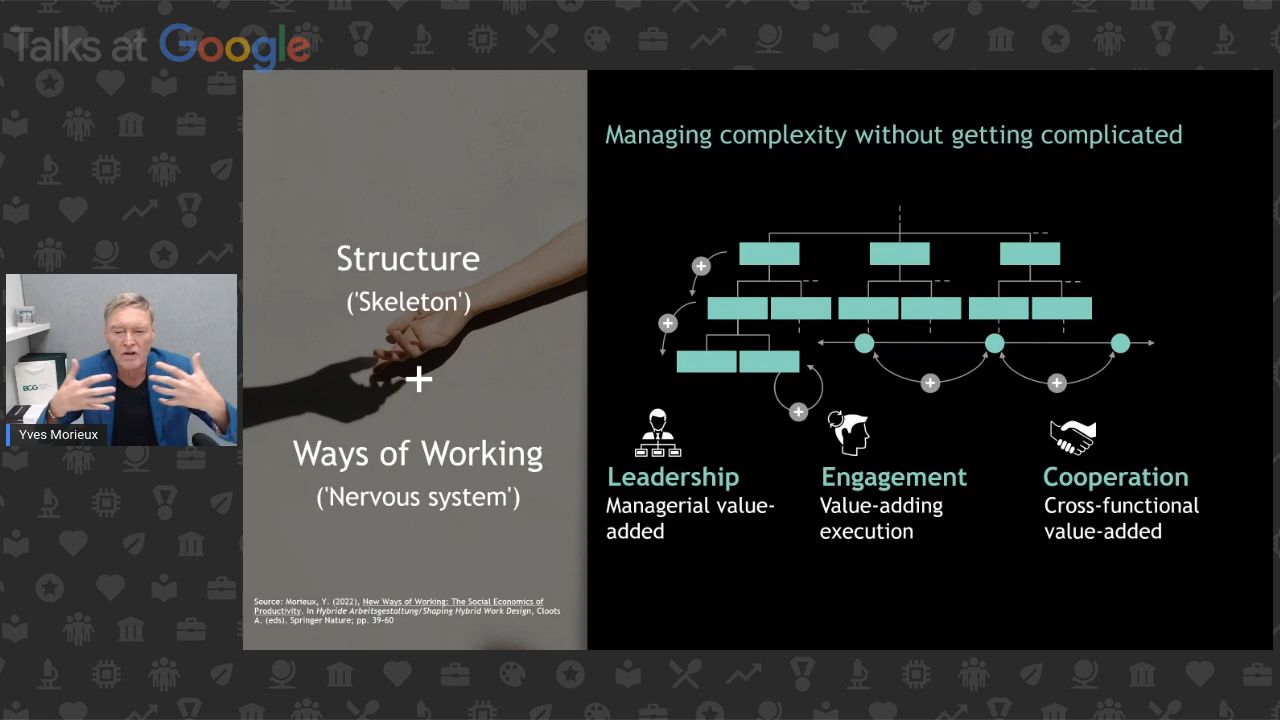 Talks at Google
Managing complexity without getting complicated
Structure
('Skeleton')
+
Ways of Working
('Nervous system')
Source: Morieux, Y. (2022), New Ways of Working: The Social Economics of
Productivity. In Hybride Arbeitsgestaltung/Shaping Hybrid Work Design, Cloots
A. (eds). Springer Nature; pp. 39-60
+
+
+
+
+
Leadership
Managerial value-
added
Engagement
Value-adding
execution
Cooperation
Cross-functional
value-added
BCG
Yves Morieux